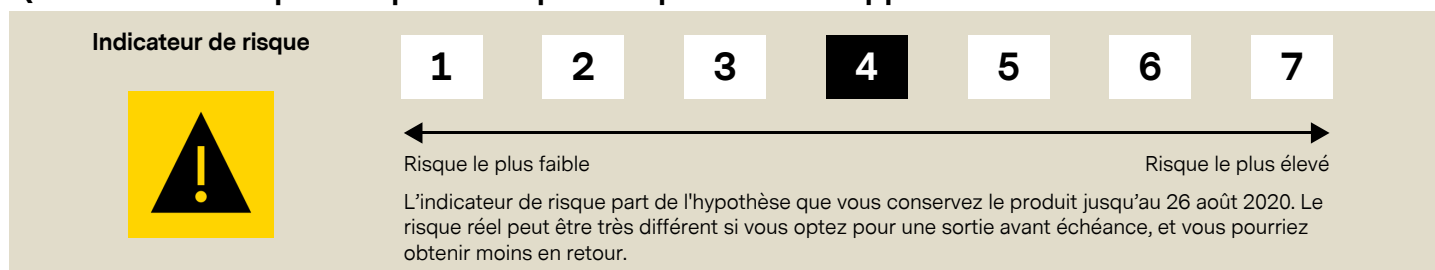 Indicateur de risque
1 2 3 4 5 6 7
Risque le plus faible Risque le plus élevé
L’indicateur de risque part de l'hypothèse que vous conservez le produit jusqu’au 26 août 2020. Le
risque réel peut être très différent si vous optez pour une sortie avant échéance, et vous pourriez
obtenir moins en retour.